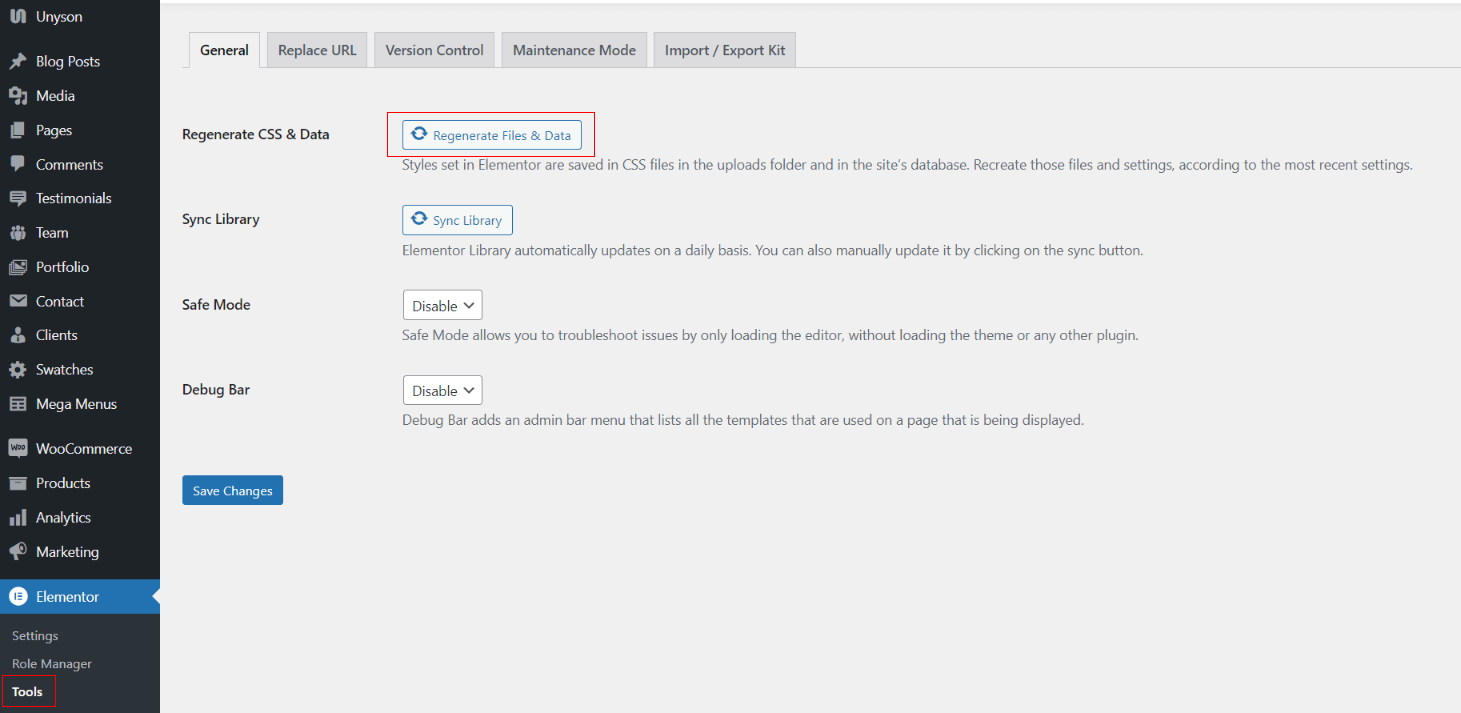 Unyson
Blog Posts
Media
Pages
Comments
Testimonials
Team
Portfolio
Contact
Clients
Swatches
Mega Menus
Woo WooCommerce
Products
Analytics
Marketing
Elementor
Settings
Role Manager
Tools
General Replace URL Version Control Maintenance Mode Import / Export Kit
Regenerate CSS & Data Regenerate Files & Data
Styles set in Elementor are saved in CSS files in the uploads folder and in the site's database. Recreate those files and settings, according to the most recent settings.
Sync Library Sync Library
Elementor Library automatically updates on a daily basis. You can also manually update it by clicking on the sync button.
Safe Mode Disable
Safe Mode allows you to troubleshoot issues by only loading the editor, without loading the theme or any other plugin.
Debug Bar Disable
Debug Bar adds an admin bar menu that lists all the templates that are used on a page that is being displayed.
Save Changes